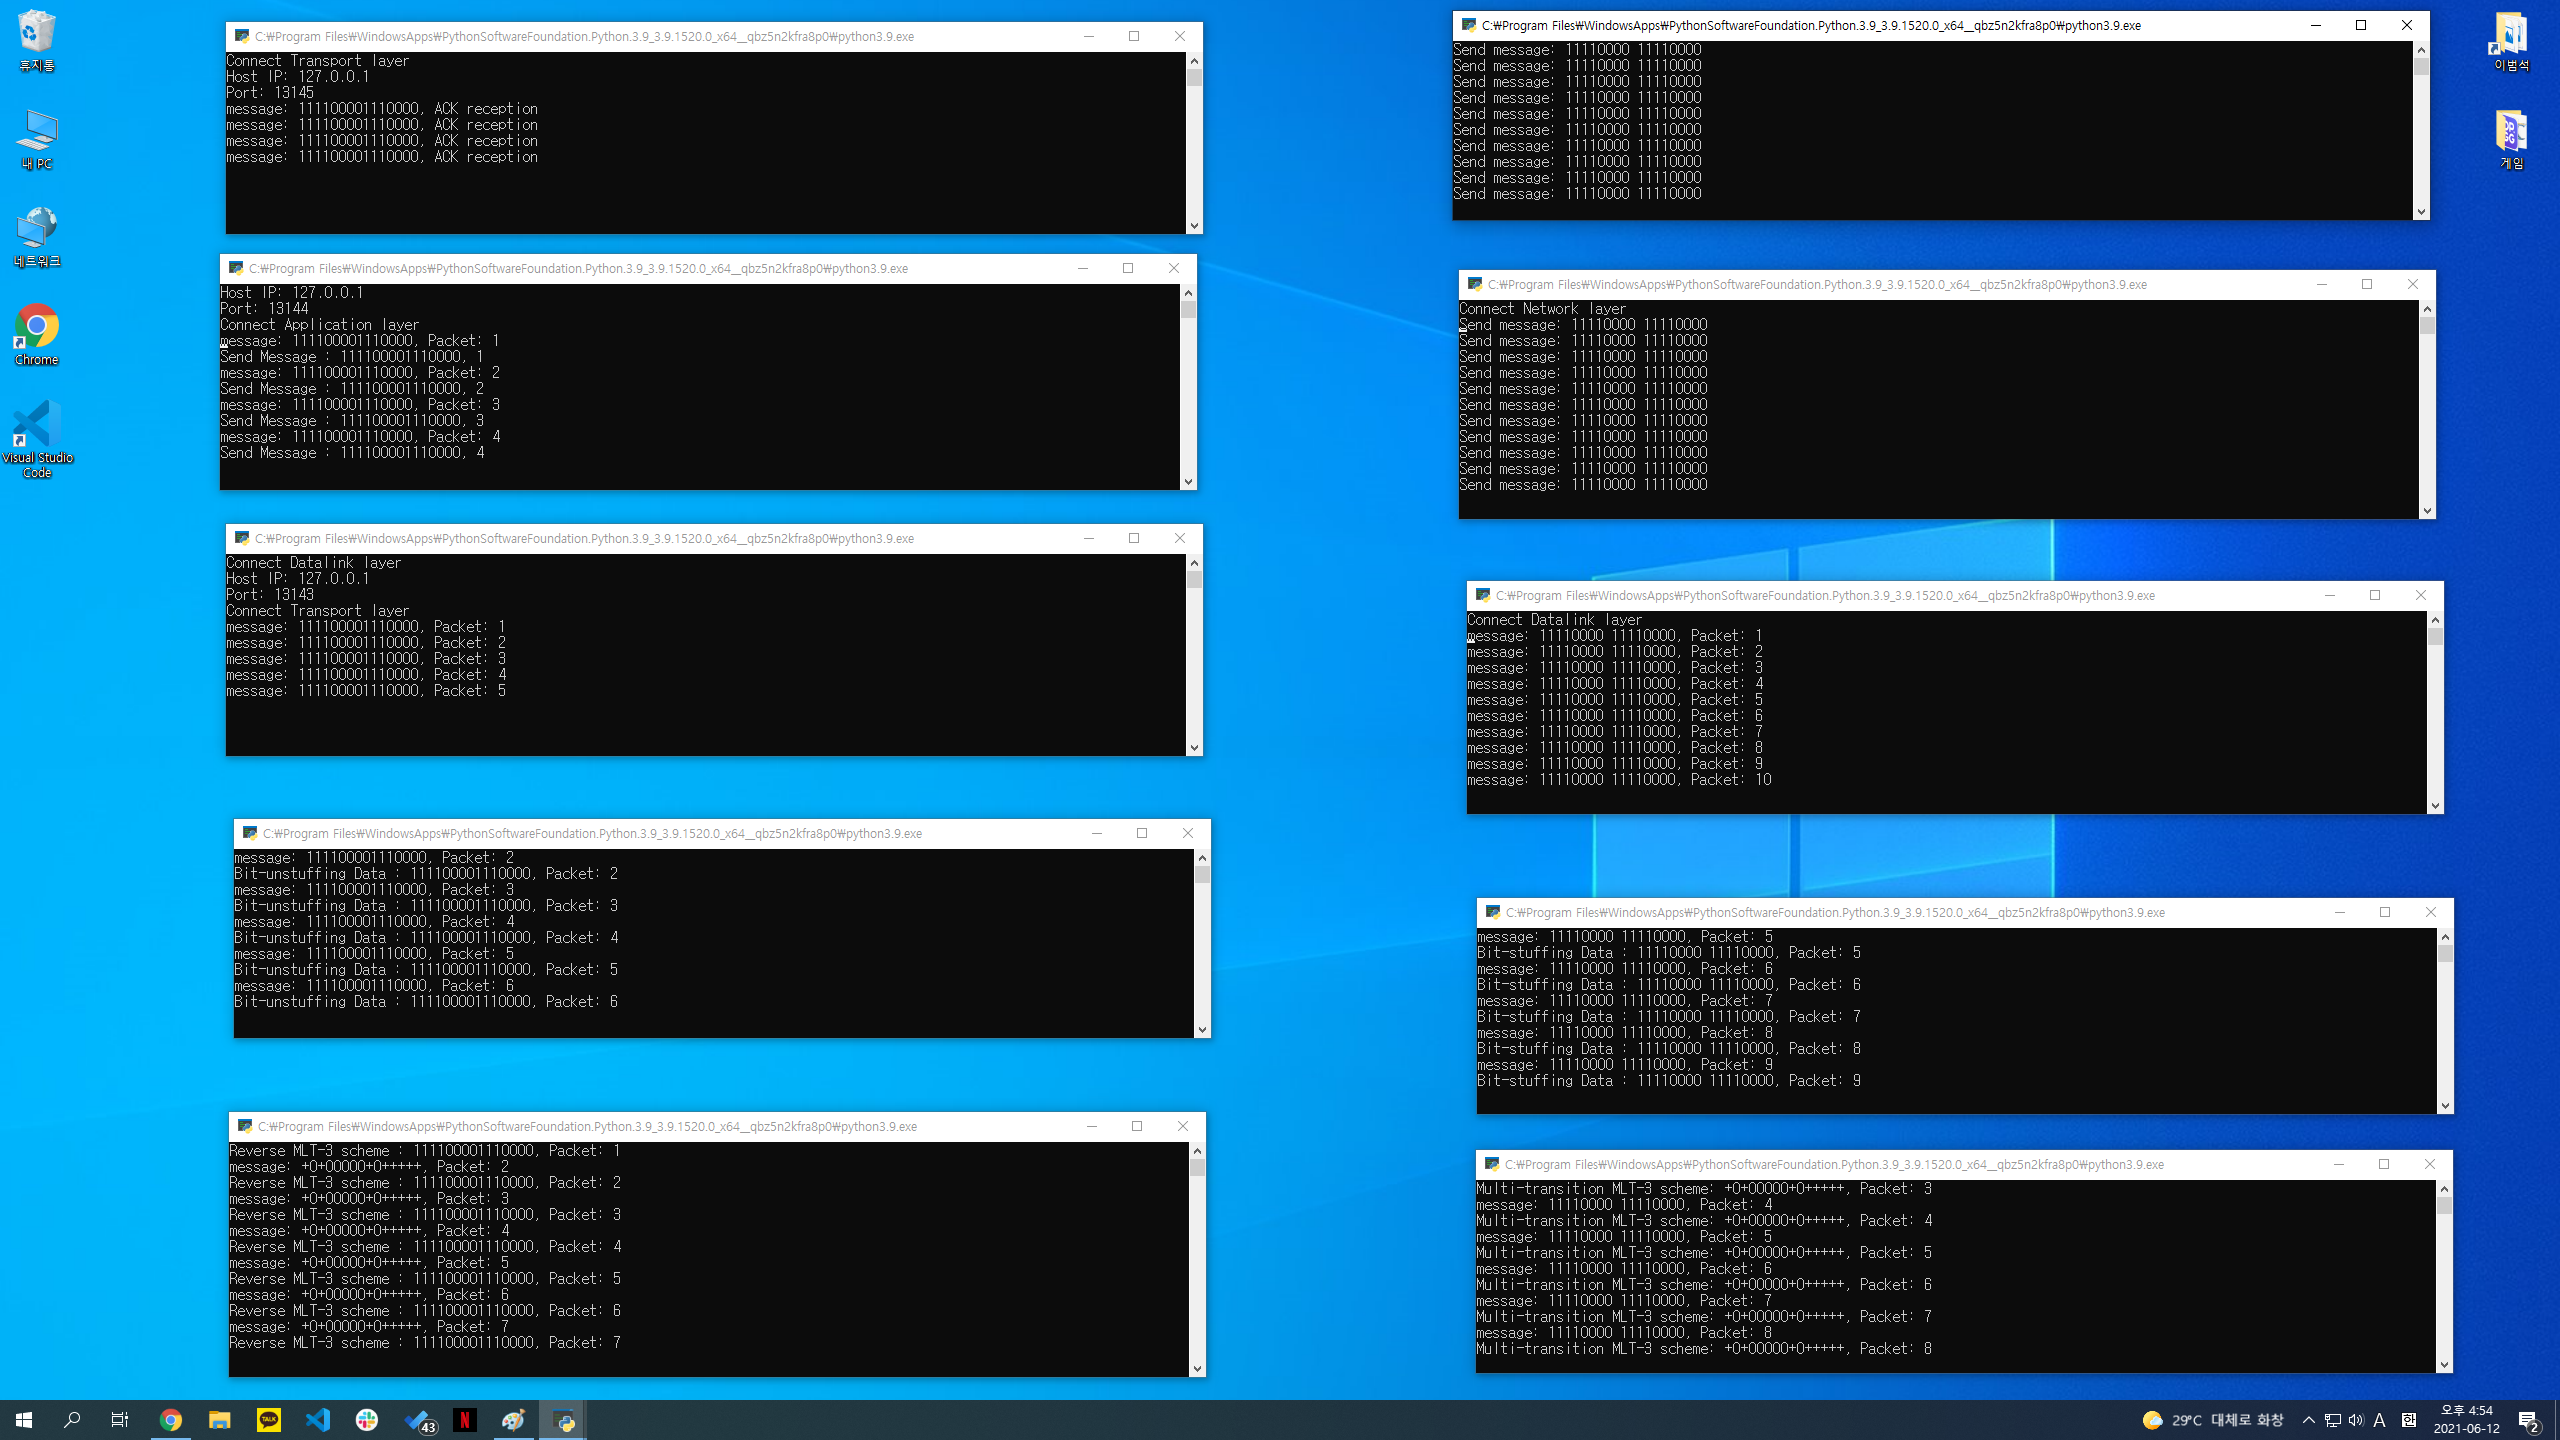 휴지통
내 PC
네트워크
Chrome
Visual Studio
Code
C:₩Program Files₩WindowsApps₩PythonSoftwareFoundation.Python.3.9_3.9.1520.0_x64__qbz5n2kfra8p0₩python3.9.exe
Connect Transport layer
Host IP: 127.0.0.1
Port: 13145
message: 111100001110000, ACK reception
message: 111100001110000, ACK reception
message: 111100001110000, ACK reception
message: 111100001110000, ACK reception
C:₩Program Files₩WindowsApps₩PythonSoftwareFoundation.Python.3.9_3.9.1520.0_x64__qbz5n2kfra8p0₩python3.9.exe
Host IP: 127.0.0.1
Port: 13144
Connect Application layer
message: 111100001110000, Packet: 1
Send Message : 111100001110000, 1
message: 111100001110000, Packet: 2
Send Message : 111100001110000, 2
message: 111100001110000, Packet: 3
Send Message : 111100001110000, 3
message: 111100001110000, Packet: 4
Send Message : 111100001110000, 4
C:₩Program Files₩WindowsApps₩PythonSoftwareFoundation.Python.3.9_3.9.1520.0_x64__qbz5n2kfra8p0₩python3.9.exe
Connect Datalink layer
Host IP: 127.0.0.1
Port: 13143
Connect Transport layer
message: 111100001110000, Packet: 1
message: 111100001110000, Packet: 2
message: 111100001110000, Packet: 3
message: 111100001110000, Packet: 4
message: 111100001110000, Packet: 5
C:₩Program Files₩WindowsApps₩PythonSoftwareFoundation.Python.3.9_3.9.1520.0_x64__qbz5n2kfra8p0₩python3.9.exe
message: 111100001110000, Packet: 2
Bit-unstuffing Data : 111100001110000, Packet: 2
message: 111100001110000, Packet: 3
Bit-unstuffing Data : 111100001110000, Packet: 3
message: 111100001110000, Packet: 4
Bit-unstuffing Data : 111100001110000, Packet: 4
message: 111100001110000, Packet: 5
Bit-unstuffing Data : 111100001110000, Packet: 5
message: 111100001110000, Packet: 6
Bit-unstuffing Data : 111100001110000, Packet: 6
C:₩Program Files₩WindowsApps₩PythonSoftwareFoundation.Python.3.9_3.9.1520.0_x64__qbz5n2kfra8p0₩python3.9.exe
Reverse MLT-3 scheme : 111100001110000, Packet: 1
message: +0+00000+0+++++, Packet: 2
Reverse MLT-3 scheme : 111100001110000, Packet: 2
message: +0+00000+0+++++, Packet: 3
Reverse MLT-3 scheme : 111100001110000, Packet: 3
message: +0+00000+0+++++, Packet: 4
Reverse MLT-3 scheme : 111100001110000, Packet: 4
message: +0+00000+0+++++, Packet: 5
Reverse MLT-3 scheme : 111100001110000, Packet: 5
message: +0+00000+0+++++, Packet: 6
Reverse MLT-3 scheme : 111100001110000, Packet: 6
message: +0+00000+0+++++, Packet: 7
Reverse MLT-3 scheme : 111100001110000, Packet: 7
C:₩Program Files₩WindowsApps₩PythonSoftwareFoundation.Python.3.9_3.9.1520.0_x64__qbz5n2kfra8p0₩python3.9.exe
Send message: 11110000 11110000
Send message: 11110000 11110000
Send message: 11110000 11110000
Send message: 11110000 11110000
Send message: 11110000 11110000
Send message: 11110000 11110000
Send message: 11110000 11110000
Send message: 11110000 11110000
Send message: 11110000 11110000
Send message: 11110000 11110000
C:₩Program Files₩WindowsApps₩PythonSoftwareFoundation.Python.3.9_3.9.1520.0_x64__qbz5n2kfra8p0₩python3.9.exe
Connect Network layer
Send message: 11110000 11110000
Send message: 11110000 11110000
Send message: 11110000 11110000
Send message: 11110000 11110000
Send message: 11110000 11110000
Send message: 11110000 11110000
Send message: 11110000 11110000
Send message: 11110000 11110000
Send message: 11110000 11110000
Send message: 11110000 11110000
Send message: 11110000 11110000
C:₩Program Files₩WindowsApps₩PythonSoftwareFoundation.Python.3.9_3.9.1520.0_x64__qbz5n2kfra8p0₩python3.9.exe
Connect Datalink layer
message: 11110000 11110000, Packet: 1
message: 11110000 11110000, Packet: 2
message: 11110000 11110000, Packet: 3
message: 11110000 11110000, Packet: 4
message: 11110000 11110000, Packet: 5
message: 11110000 11110000, Packet: 6
message: 11110000 11110000, Packet: 7
message: 11110000 11110000, Packet: 8
message: 11110000 11110000, Packet: 9
message: 11110000 11110000, Packet: 10
C:₩Program Files₩WindowsApps₩PythonSoftwareFoundation.Python.3.9_3.9.1520.0_x64__qbz5n2kfra8p0₩python3.9.exe
message: 11110000 11110000, Packet: 5
Bit-stuffing Data : 11110000 11110000, Packet: 5
message: 11110000 11110000, Packet: 6
Bit-stuffing Data : 11110000 11110000, Packet: 6
message: 11110000 11110000, Packet: 7
Bit-stuffing Data : 11110000 11110000, Packet: 7
message: 11110000 11110000, Packet: 8
Bit-stuffing Data : 11110000 11110000, Packet: 8
message: 11110000 11110000, Packet: 9
Bit-stuffing Data : 11110000 11110000, Packet: 9
C:₩Program Files₩WindowsApps₩PythonSoftwareFoundation.Python.3.9_3.9.1520.0_x64__qbz5n2kfra8p0₩python3.9.exe
Multi-transition MLT-3 scheme: +0+00000+0+++++, Packet: 3
message: 11110000 11110000, Packet: 4
Multi-transition MLT-3 scheme: +0+00000+0+++++, Packet: 4
message: 11110000 11110000, Packet: 5
Multi-transition MLT-3 scheme: +0+00000+0+++++, Packet: 5
message: 11110000 11110000, Packet: 6
Multi-transition MLT-3 scheme: +0+00000+0+++++, Packet: 6
message: 11110000 11110000, Packet: 7
Multi-transition MLT-3 scheme: +0+00000+0+++++, Packet: 7
message: 11110000 11110000, Packet: 8
Multi-transition MLT-3 scheme: +0+00000+0+++++, Packet: 8
이범석
게임
TALK
43
N
29°C 대체로 화창
A
한
오후 4:54
2021-06-12
2